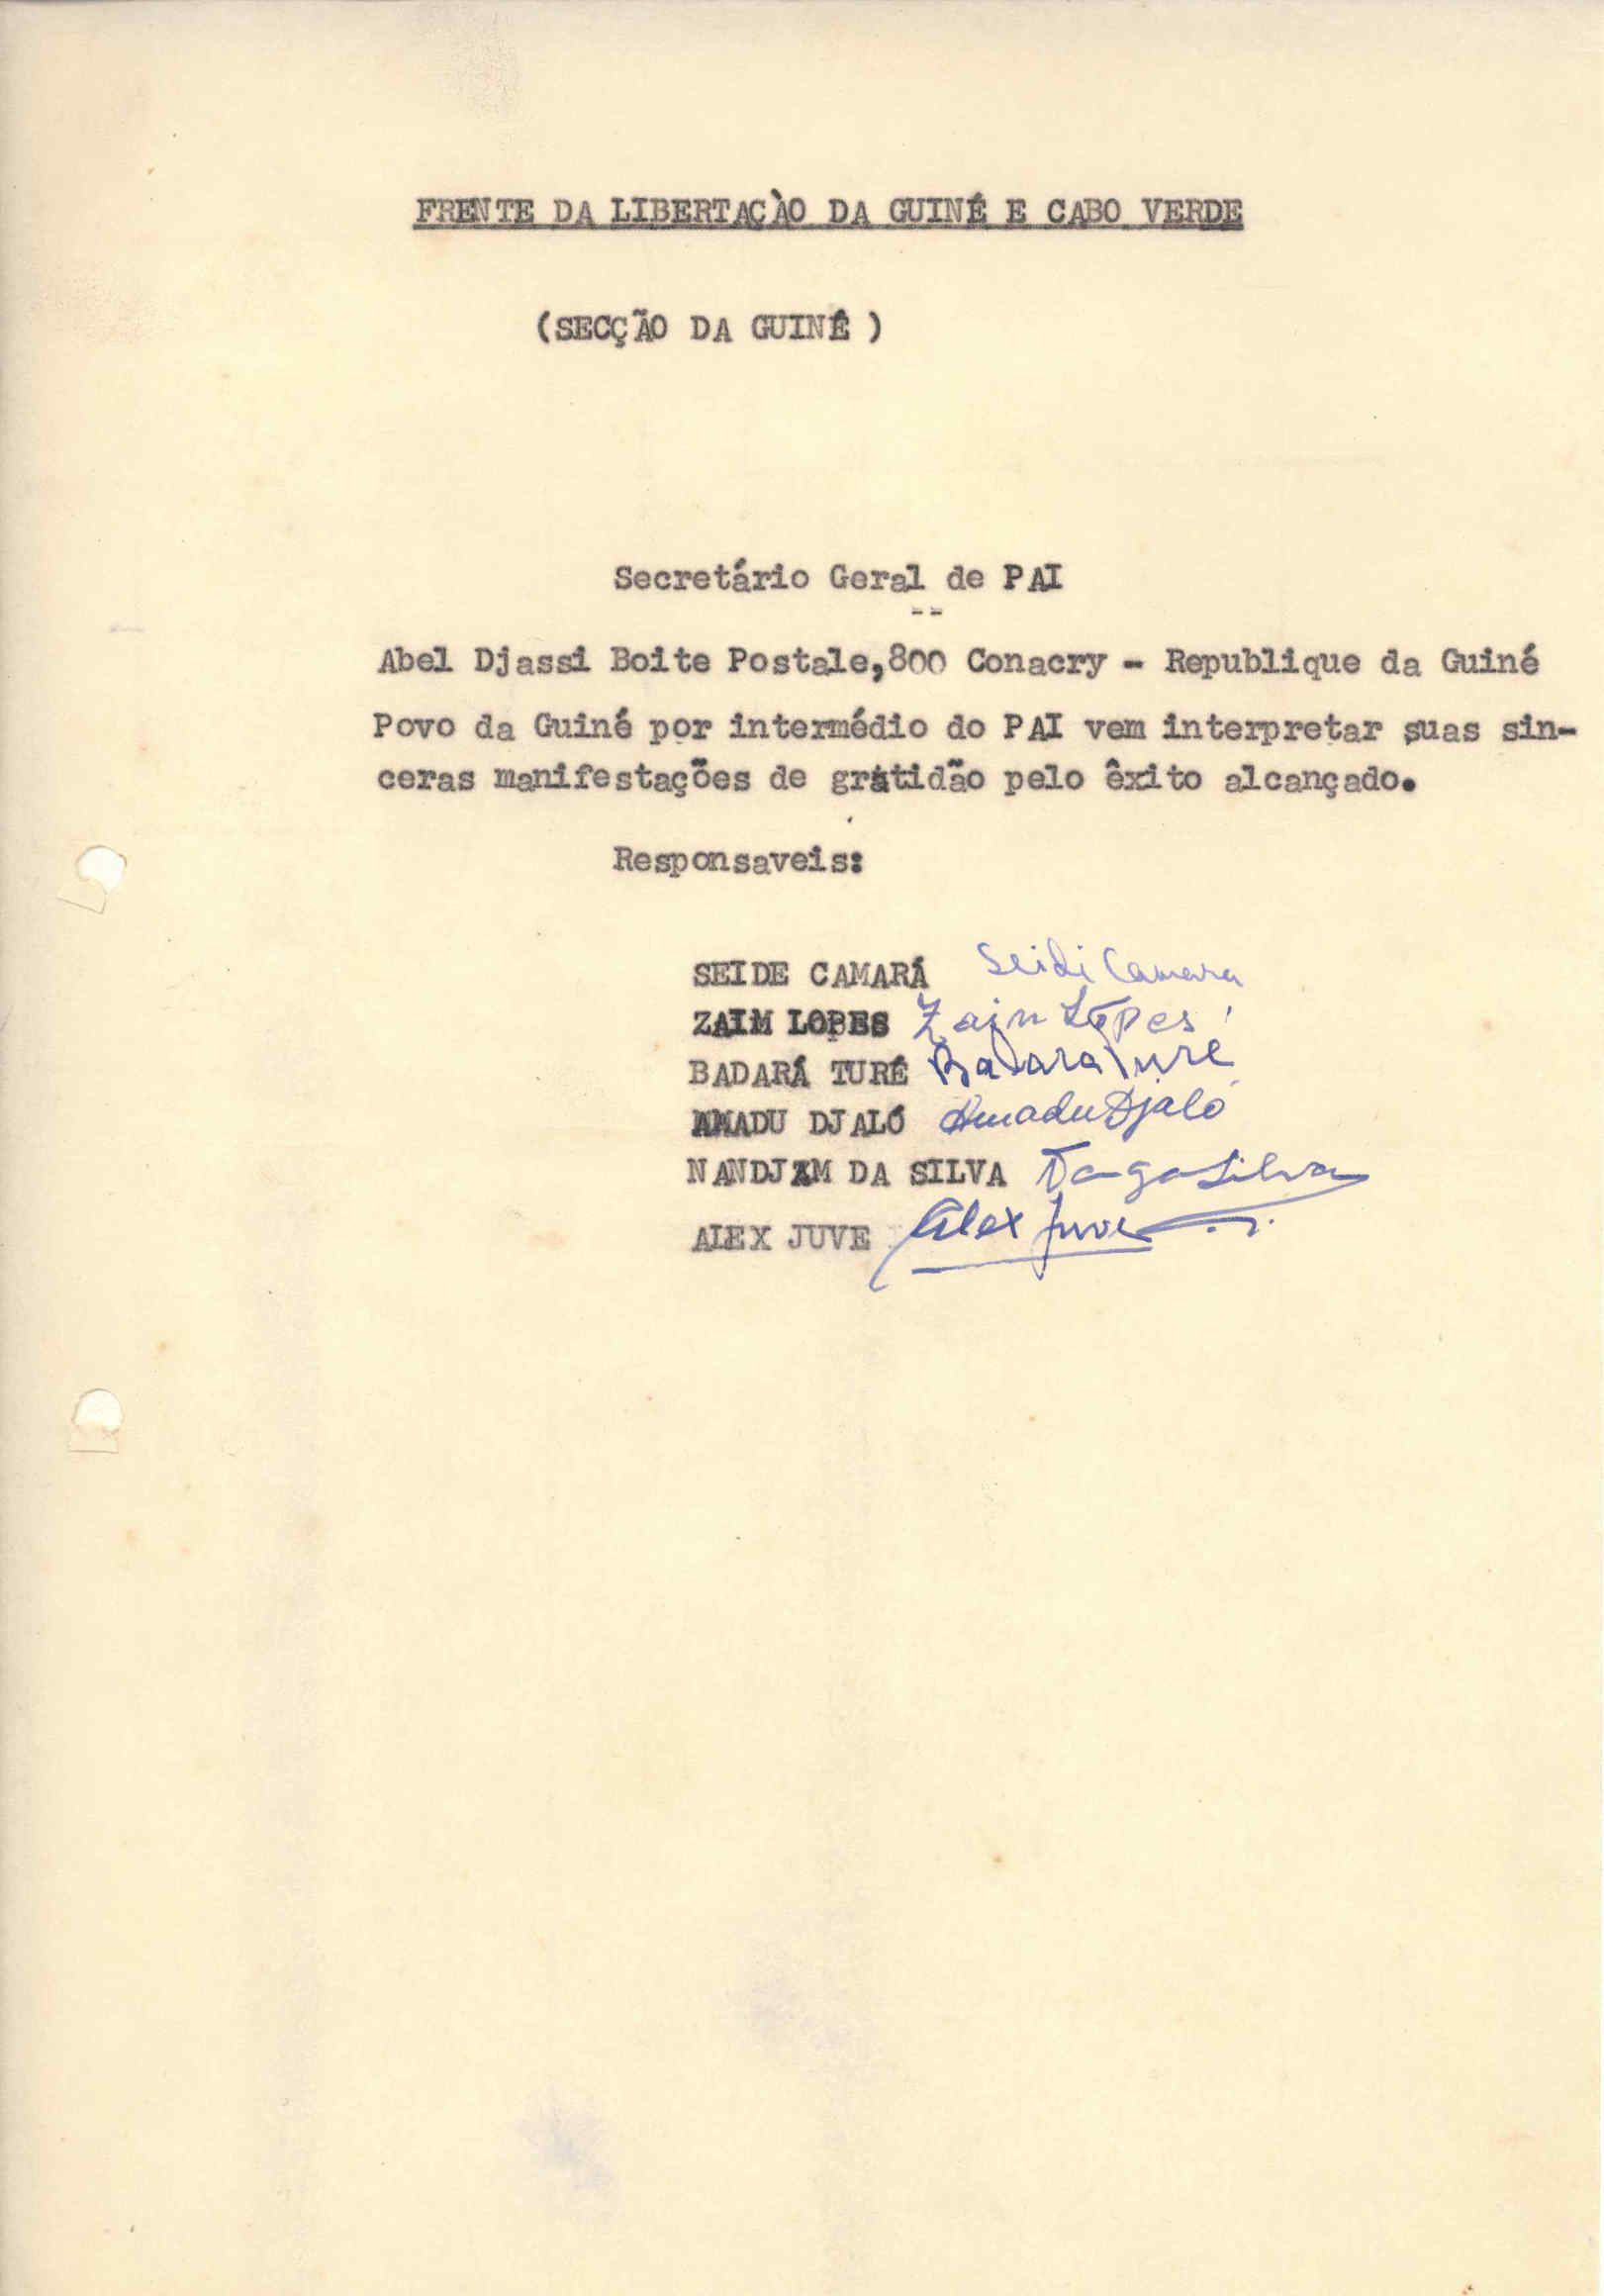 FRENTE DA LIBERTAÇÀO DA GUINÉ E CABO VERDE
(SECÇÃO DA GUINÉ )
Secretário Geral de PAI
--
Abel Djassi Boite Postale,800 Conacry - Republique da Guiné
Povo da Guiné por intermédio do PAI vem interpretar suas sin-
ceras manifestações de gratidão pelo êxito alcançado.
Responsaveis:
SEIDE CAMARÁ Seidi Camara
ZAIM LOPES Zaim Lopes
BADARÁ TURÉ Badara Turé
AMADU DJALÓ Amadu Djaló
NANDJAM DA SILVA Silva
ALEX JUVE Alex Juve